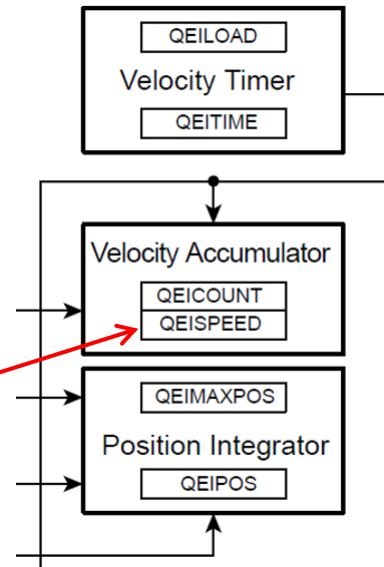 QEILOAD
Velocity Timer
QEITIME
Velocity Accumulator
QEICOUNT
QEISPEED
QEIMAXPOS
Position Integrator
QEIPOS